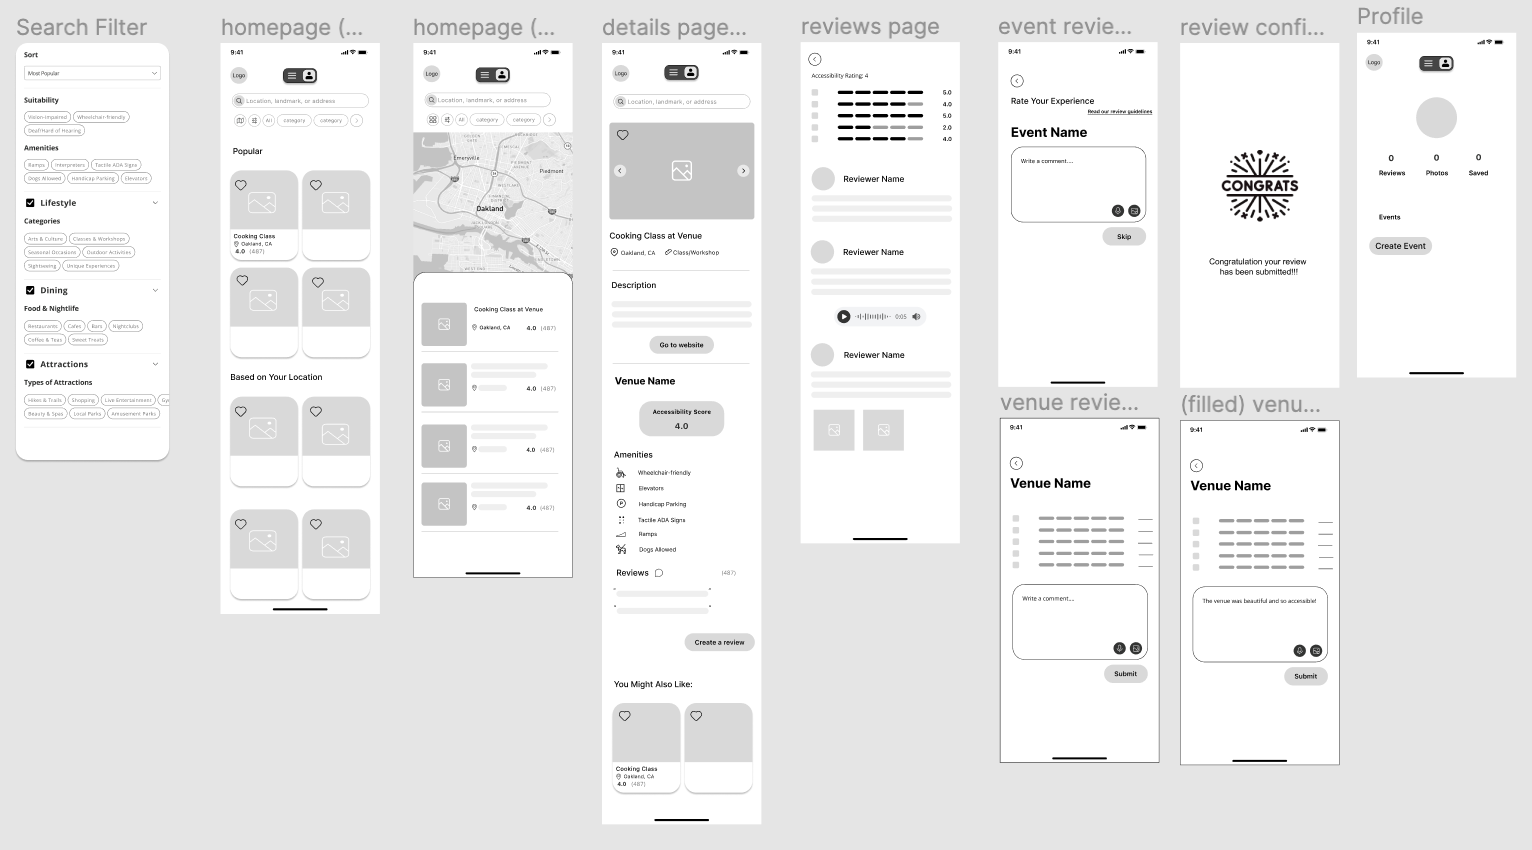 Search Filter
Sort
Most Popular
Suitability
Vision-impaired
Wheelchair-friendly
Deaf/Hard of Hearing
Amenities
Ramps
Interpreters
Tactile ADA Signs
Dogs Allowed
Handicap Parking
Elevators
Lifestyle
Categories
Arts & Culture
Classes & Workshops
Seasonal Occasions
Outdoor Activities
Sightseeing
Unique Experiences
Dining
Food & Nightlife
Restaurants
Cafes
Bars
Nightclubs
Coffee & Teas
Sweet Treats
Attractions
Types of Attractions
Hikes & Trails
Shopping
Live Entertainment
Beauty & Spas
Local Parks
Amusement Parks
homepage (...
9:41
Logo
Location, landmark, or address
All
category
category
Popular
Cooking Class
Oakland, CA
4.0 (487)
Based on Your Location
homepage (...
9:41
Logo
Location, landmark, or address
All
category
category
Emeryville
Piedmont
Oakland
Cooking Class at Venue
Oakland, CA
4.0 (487)
4.0 (487)
4.0 (487)
4.0 (487)
details page...
9:41
Logo
Location, landmark, or address
Cooking Class at Venue
Oakland, CA
Class/Workshop
Description
Go to website
Venue Name
Accessibility Score
4.0
Amenities
Wheelchair-friendly
Elevators
Handicap Parking
Tactile ADA Signs
Ramps
Dogs Allowed
Reviews
(487)
Create a review
You Might Also Like:
Cooking Class
Oakland, CA
4.0 (487)
reviews page
Accessibility Rating: 4
5.0
4.0
5.0
2.0
4.0
Reviewer Name
Reviewer Name
0:05
Reviewer Name
event revie...
9:41
Rate Your Experience
Read our review guidelines
Event Name
Write a comment....
Skip
review confi...
CONGRATS
Congratulation your review
has been submitted!!!
Profile
9:41
Logo
0
Reviews
0
Photos
0
Saved
Events
Create Event
venue revie...
9:41
Venue Name
Write a comment....
Submit
(filled) venu...
9:41
Venue Name
The venue was beautiful and so accessible!
Submit